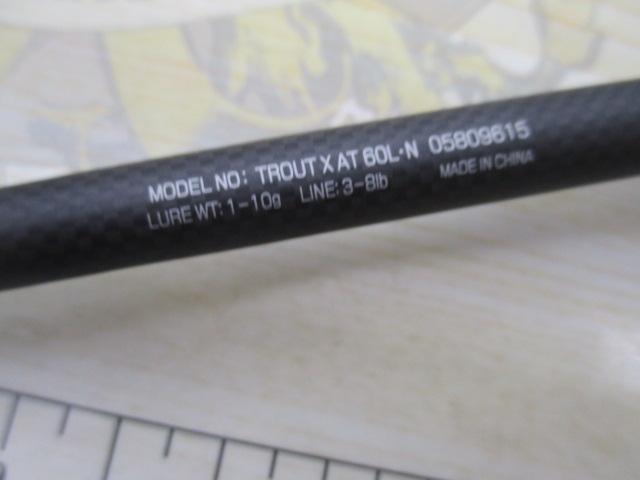 MODEL NO: TROUT X AT 60L·N 05809615
LURE WT: 1-10g LINE: 3-8lb MADE IN CHINA